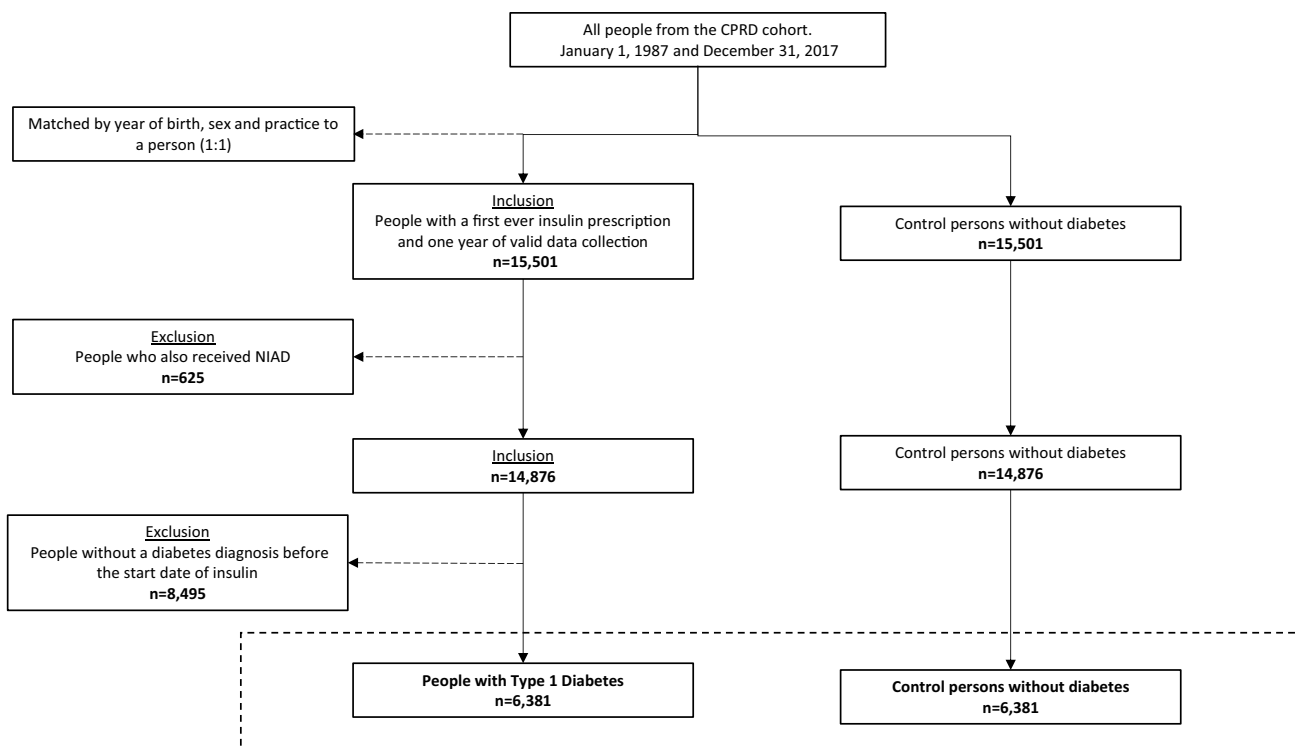 All people from the CPRD cohort.
January 1, 1987 and December 31, 2017
Matched by year of birth, sex and practice to
a person (1:1)
Inclusion
People with a first ever insulin prescription
and one year of valid data collection
n=15,501
Control persons without diabetes
n=15,501
Exclusion
People who also received NIAD
n=625
Inclusion
n=14,876
Control persons without diabetes
n=14,876
Exclusion
People without a diabetes diagnosis before
the start date of insulin
n=8,495
People with Type 1 Diabetes
n=6,381
Control persons without diabetes
n=6,381